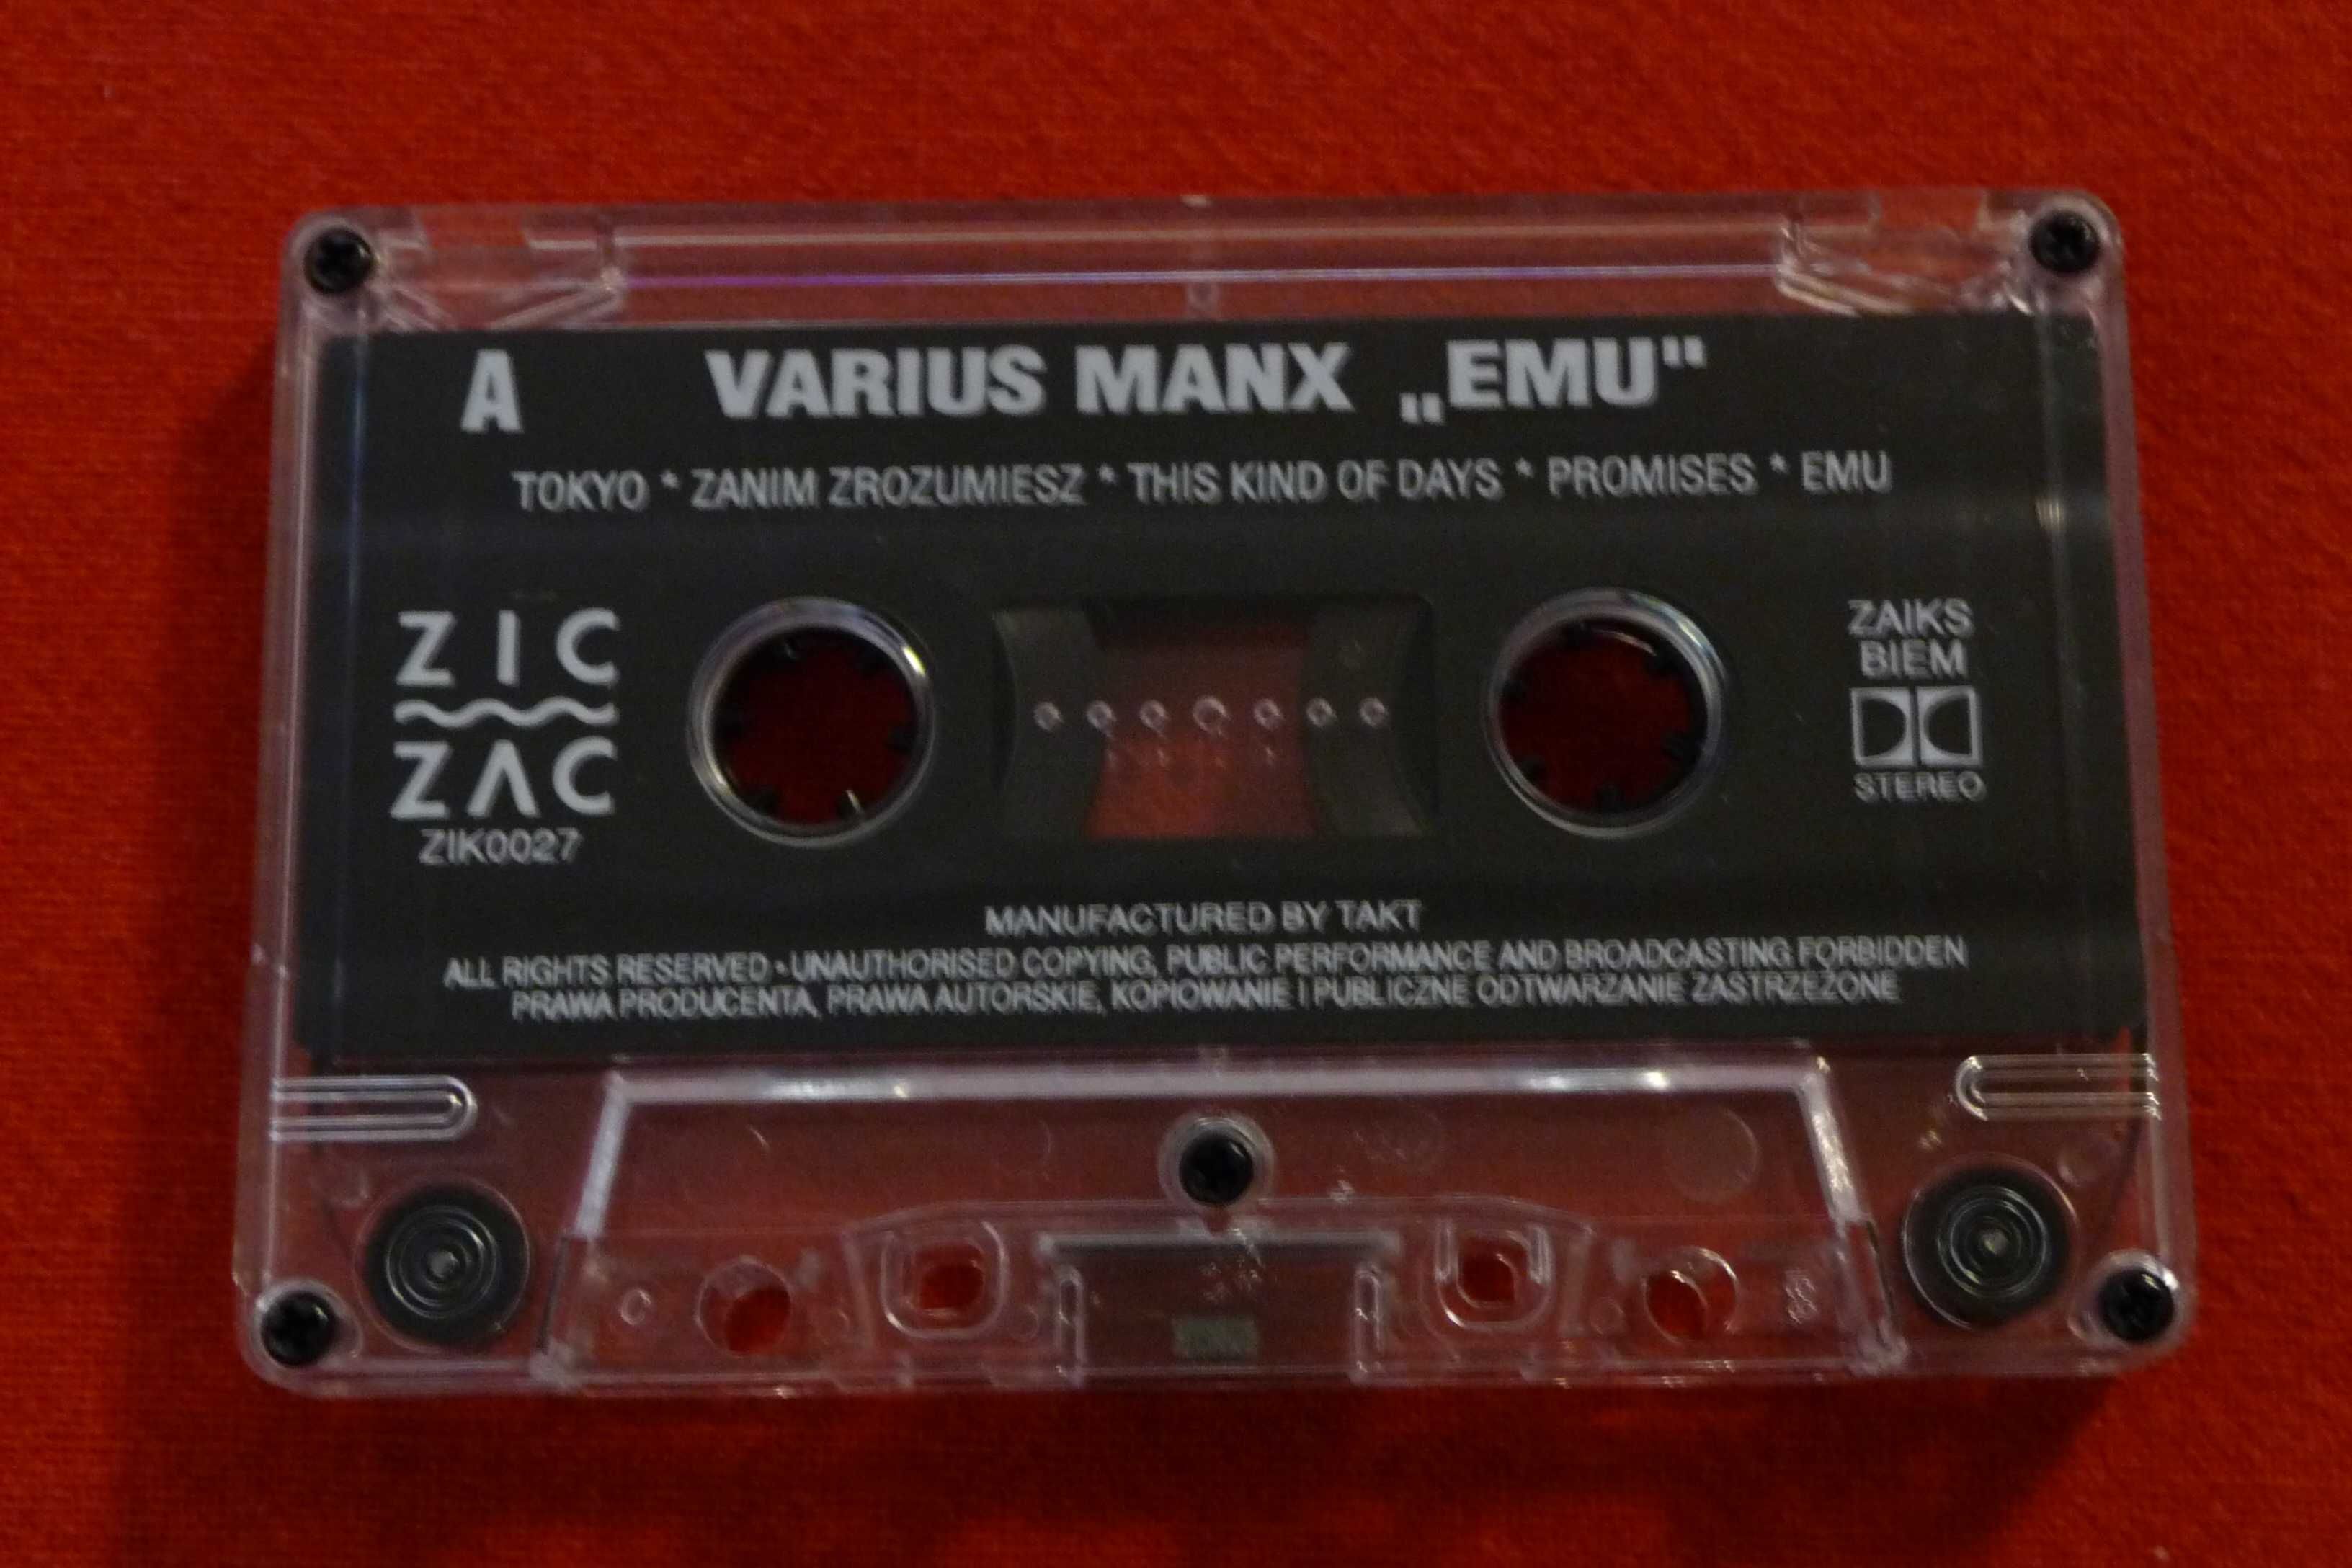 A VARIUS MANX „EMU"
TOKYO * ZANIM ZROZUMIESZ * THIS KIND OF DAYS * PROMISES * EMU
ZIC
ZAC
ZIK0027
ZAIKS
BIEM
STEREO
MANUFACTURED BY TAKT
ALL RIGHTS RESERVED • UNAUTHORISED COPYING, PUBLIC PERFORMANCE AND BROADCASTING FORBIDDEN
PRAWA PRODUCENTA, PRAWA AUTORSKIE, KOPIOWANIE I PUBLICZNE ODTWARZANIE ZASTRZEŻONE